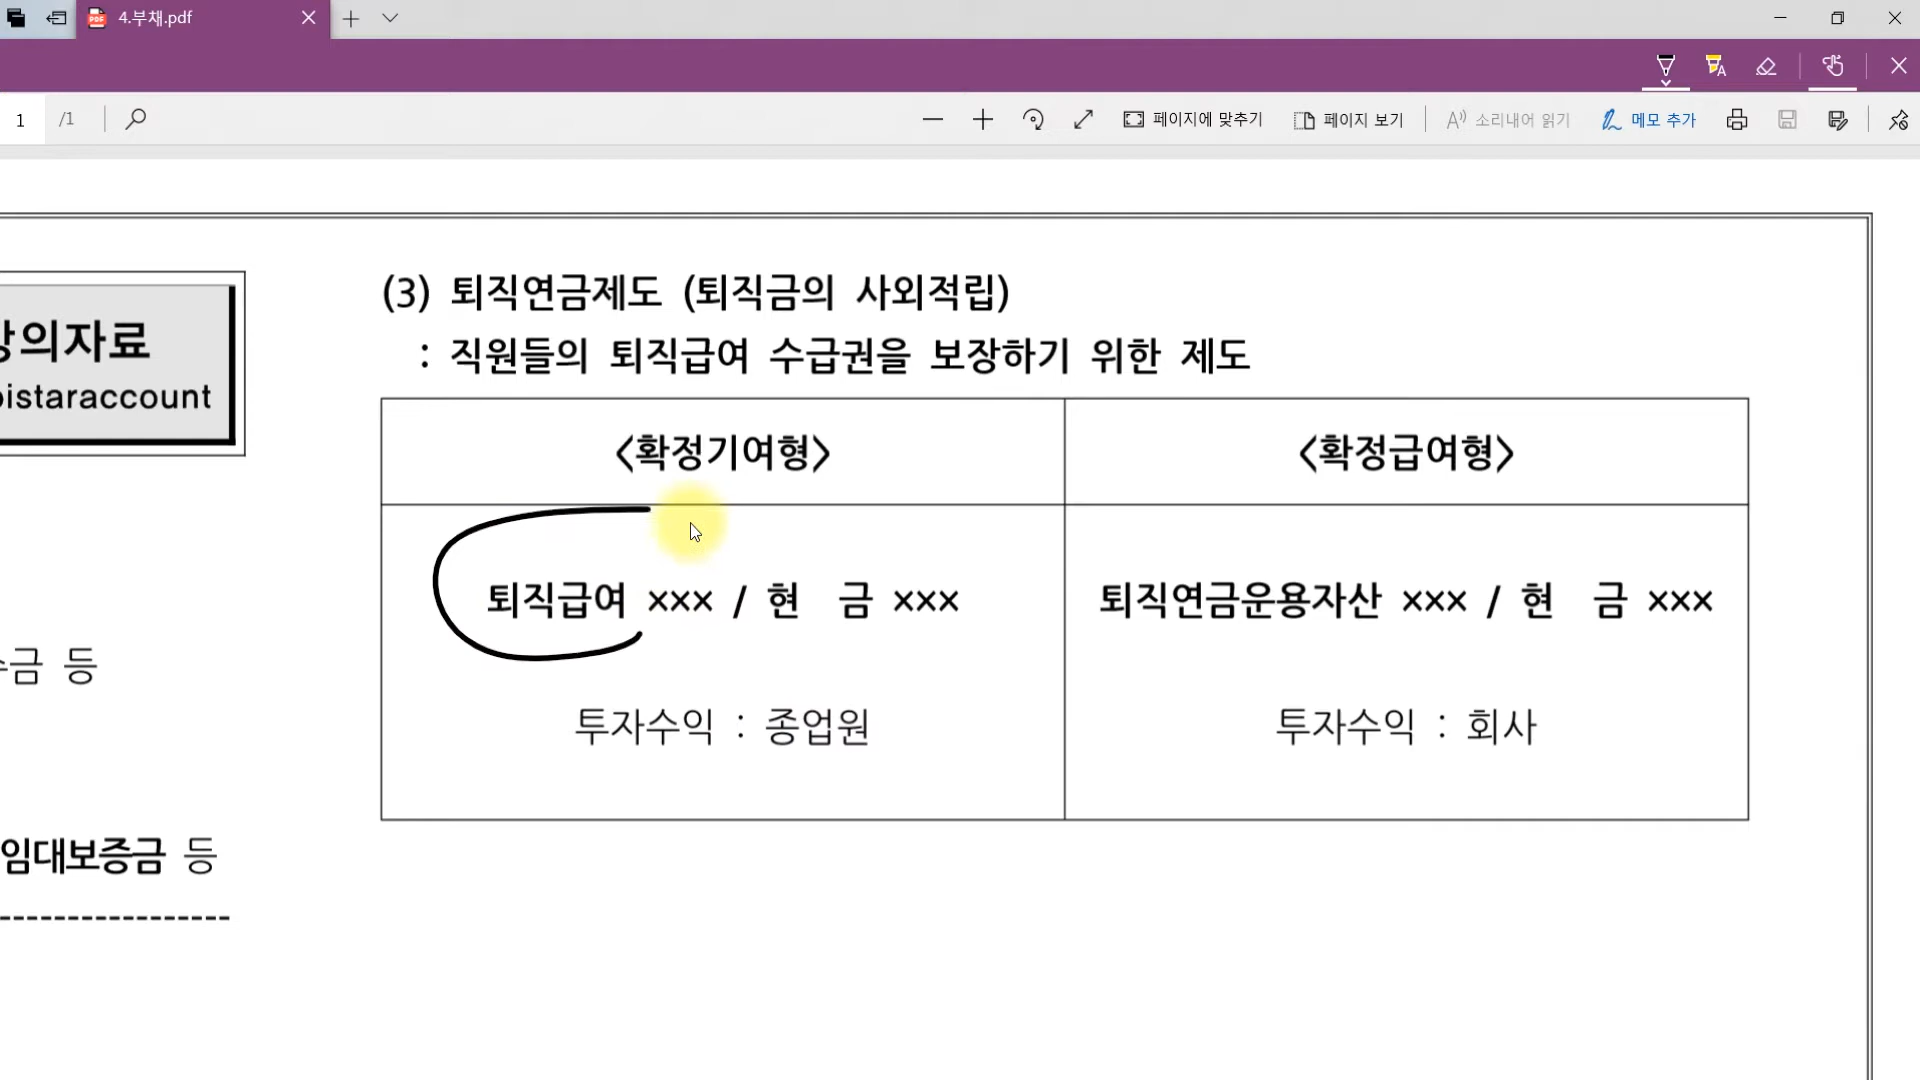 4.부채.pdf
1 /1
페이지에 맞추기
페이지 보기
소리내어 읽기
메모 추가
강의자료
istaraccount
(3) 퇴직연금제도 (퇴직금의 사외적립)
: 직원들의 퇴직급여 수급권을 보장하기 위한 제도
<확정기여형>
<확정급여형>
퇴직급여 ××× / 현 금 ×××
퇴직연금운용자산 ××× / 현 금 ×××
투자수익 : 종업원
투자수익 : 회사
금 등
임대보증금 등